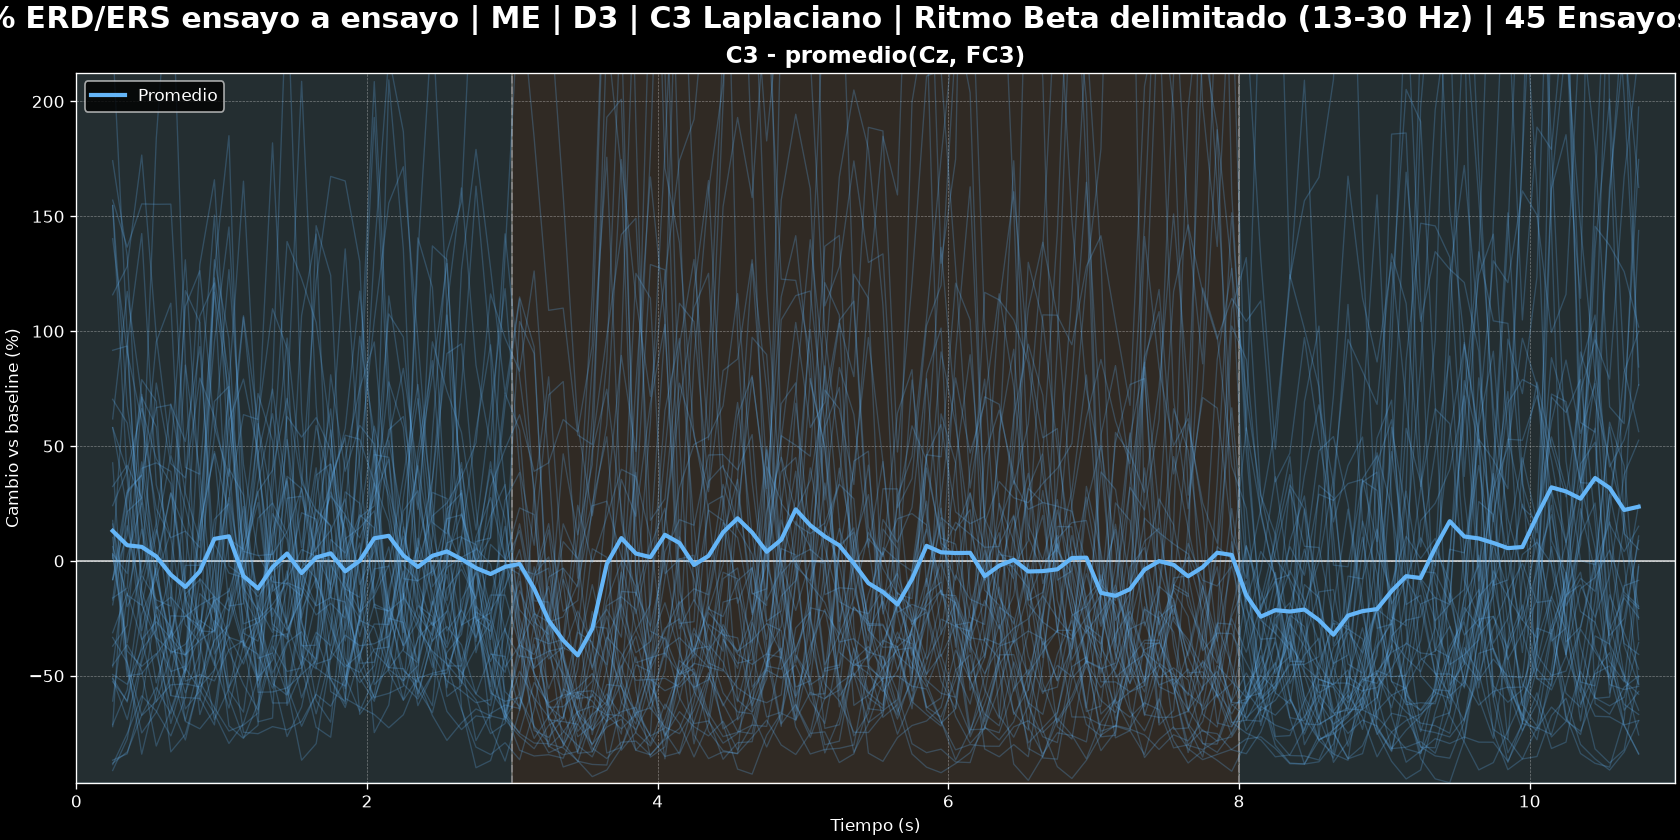 % ERD/ERS ensayo a ensayo | ME | D3 | C3 Laplaciano | Ritmo Beta delimitado (13-30 Hz) | 45 Ensayos
C3 - promedio(Cz, FC3)
Promedio
200
150
100
50
0
−50
Cambio vs baseline (%)
0 2 4 6 8 10
Tiempo (s)